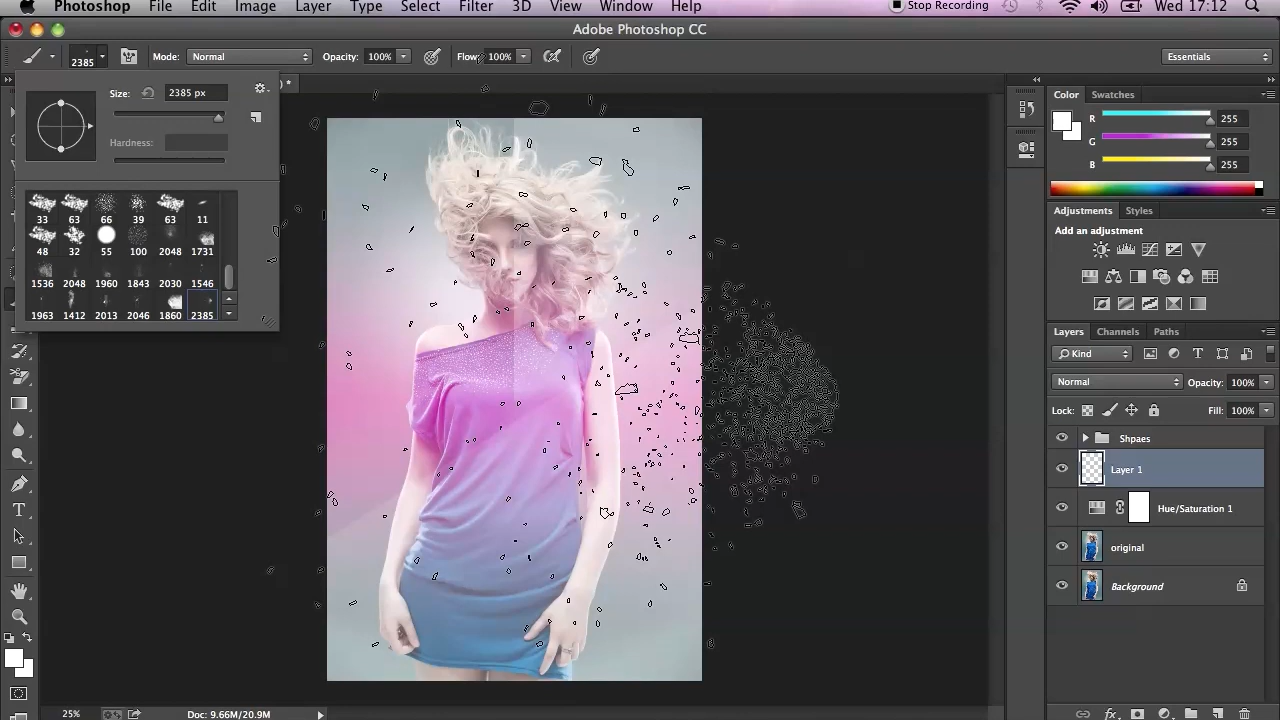 Photoshop File Edit Image Layer Type Select Filter 3D View Window Help Stop Recording Wed 17:12
Adobe Photoshop CC
2385 Mode: Normal Opacity: 100% Flow: 100% Essentials
Size: 2385 px
Hardness:
33 63 66 39 63 11
48 32 55 100 2048 1731
1536 2048 1960 1843 2030 1546
1963 1412 2013 2046 1860 2385
Color Swatches
R 255
G 255
B 255
Adjustments Styles
Add an adjustment
Layers Channels Paths
Kind
Normal Opacity: 100%
Lock: Fill: 100%
Shpaes
Layer 1
Hue/Saturation 1
original
Background
25% Doc: 9.66M/20.9M